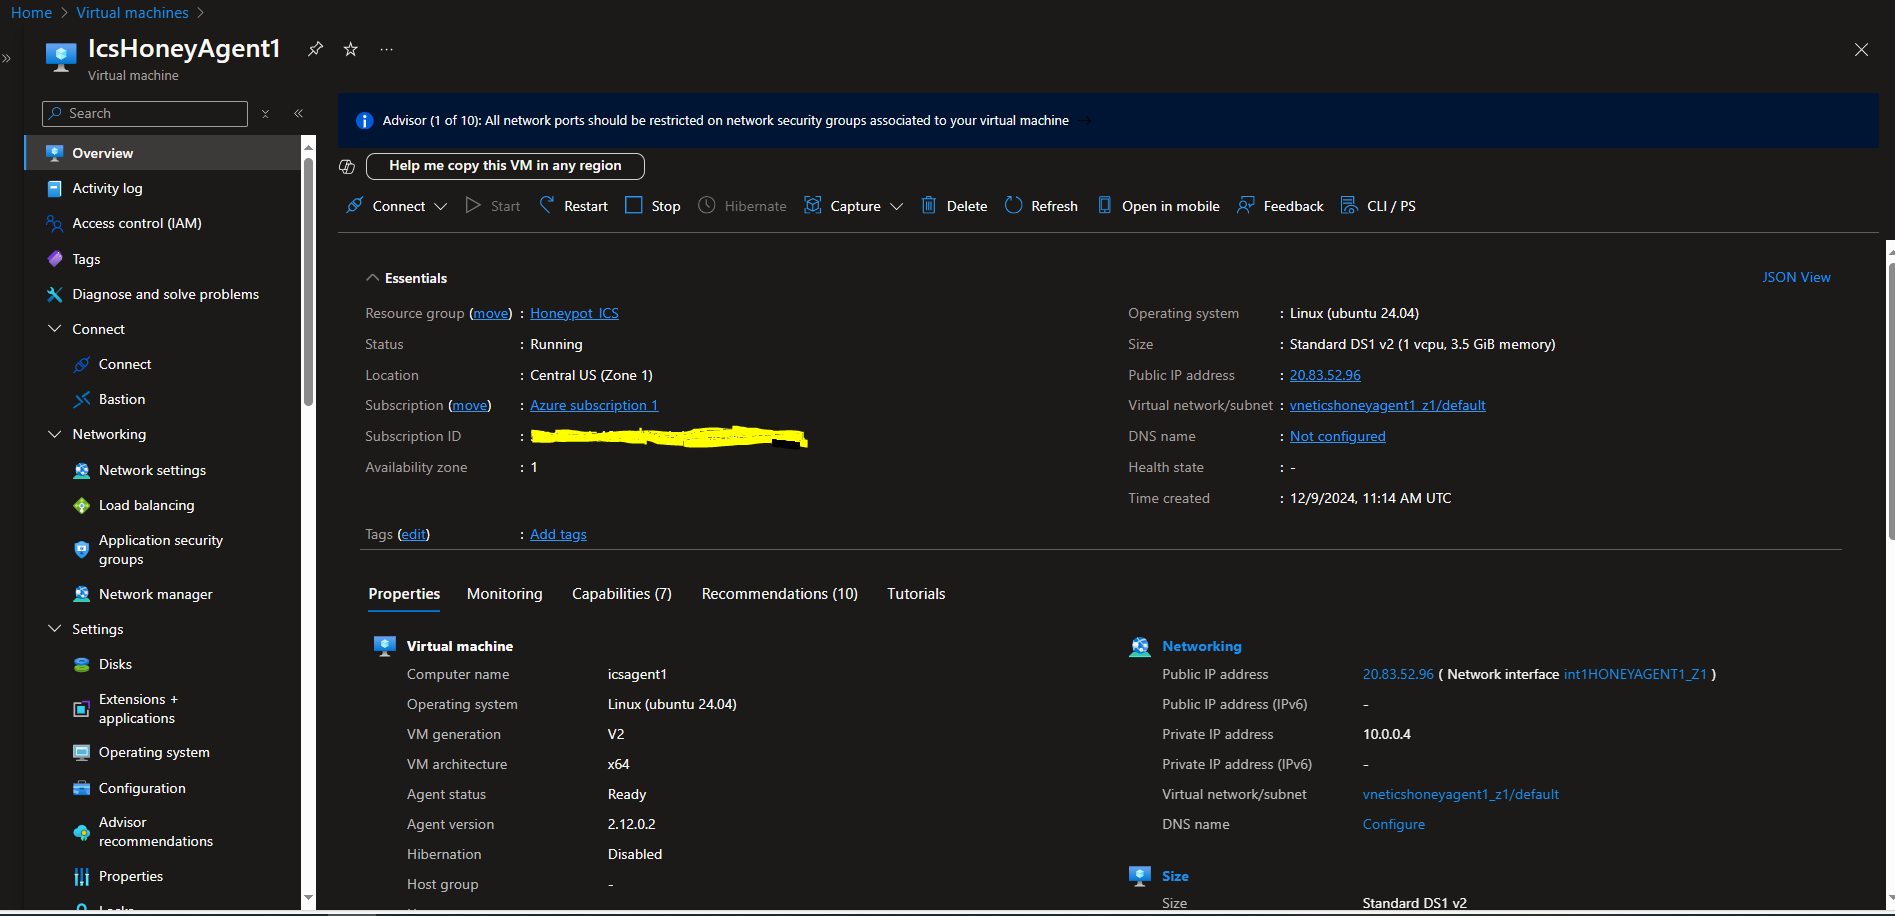 Home > Virtual machines >
IcsHoneyAgent1
Virtual machine
Search
Overview
Activity log
Access control (IAM)
Tags
Diagnose and solve problems
Connect
Connect
Bastion
Networking
Network settings
Load balancing
Application security
groups
Network manager
Settings
Disks
Extensions +
applications
Operating system
Configuration
Advisor
recommendations
Properties
Locks
Advisor (1 of 10): All network ports should be restricted on network security groups associated to your virtual machine →
Help me copy this VM in any region
Connect Start Restart Stop Hibernate Capture Delete Refresh Open in mobile Feedback CLI / PS
Essentials
JSON View
Resource group (move) : Honeypot_ICS
Status : Running
Location : Central US (Zone 1)
Subscription (move) : Azure subscription 1
Subscription ID :
Availability zone : 1
Operating system : Linux (ubuntu 24.04)
Size : Standard DS1 v2 (1 vcpu, 3.5 GiB memory)
Public IP address : 20.83.52.96
Virtual network/subnet : vneticshoneyagent1_z1/default
DNS name : Not configured
Health state : -
Time created : 12/9/2024, 11:14 AM UTC
Tags (edit) : Add tags
Properties Monitoring Capabilities (7) Recommendations (10) Tutorials
Virtual machine
Computer name icsagent1
Operating system Linux (ubuntu 24.04)
VM generation V2
VM architecture x64
Agent status Ready
Agent version 2.12.0.2
Hibernation Disabled
Host group -
Networking
Public IP address 20.83.52.96 ( Network interface int1HONEYAGENT1_Z1 )
Public IP address (IPv6) -
Private IP address 10.0.0.4
Private IP address (IPv6) -
Virtual network/subnet vneticshoneyagent1_z1/default
DNS name Configure
Size
Size Standard DS1 v2